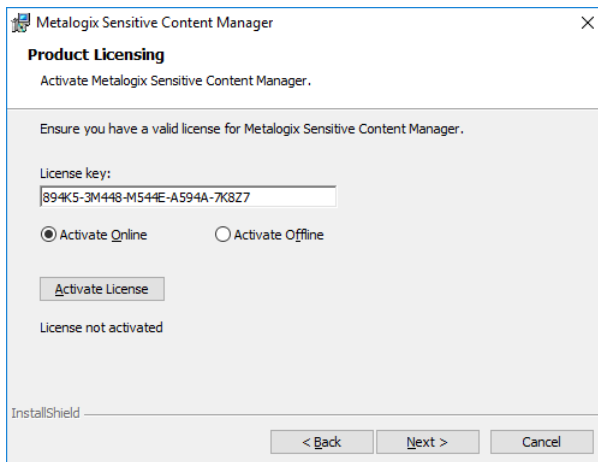 Metalogix Sensitive Content Manager
Product Licensing
Activate Metalogix Sensitive Content Manager.
Ensure you have a valid license for Metalogix Sensitive Content Manager.
License key:
894K5-3M448-M544E-A594A-7K8Z7
Activate Online Activate Offline
Activate License
License not activated
InstallShield
< Back Next > Cancel